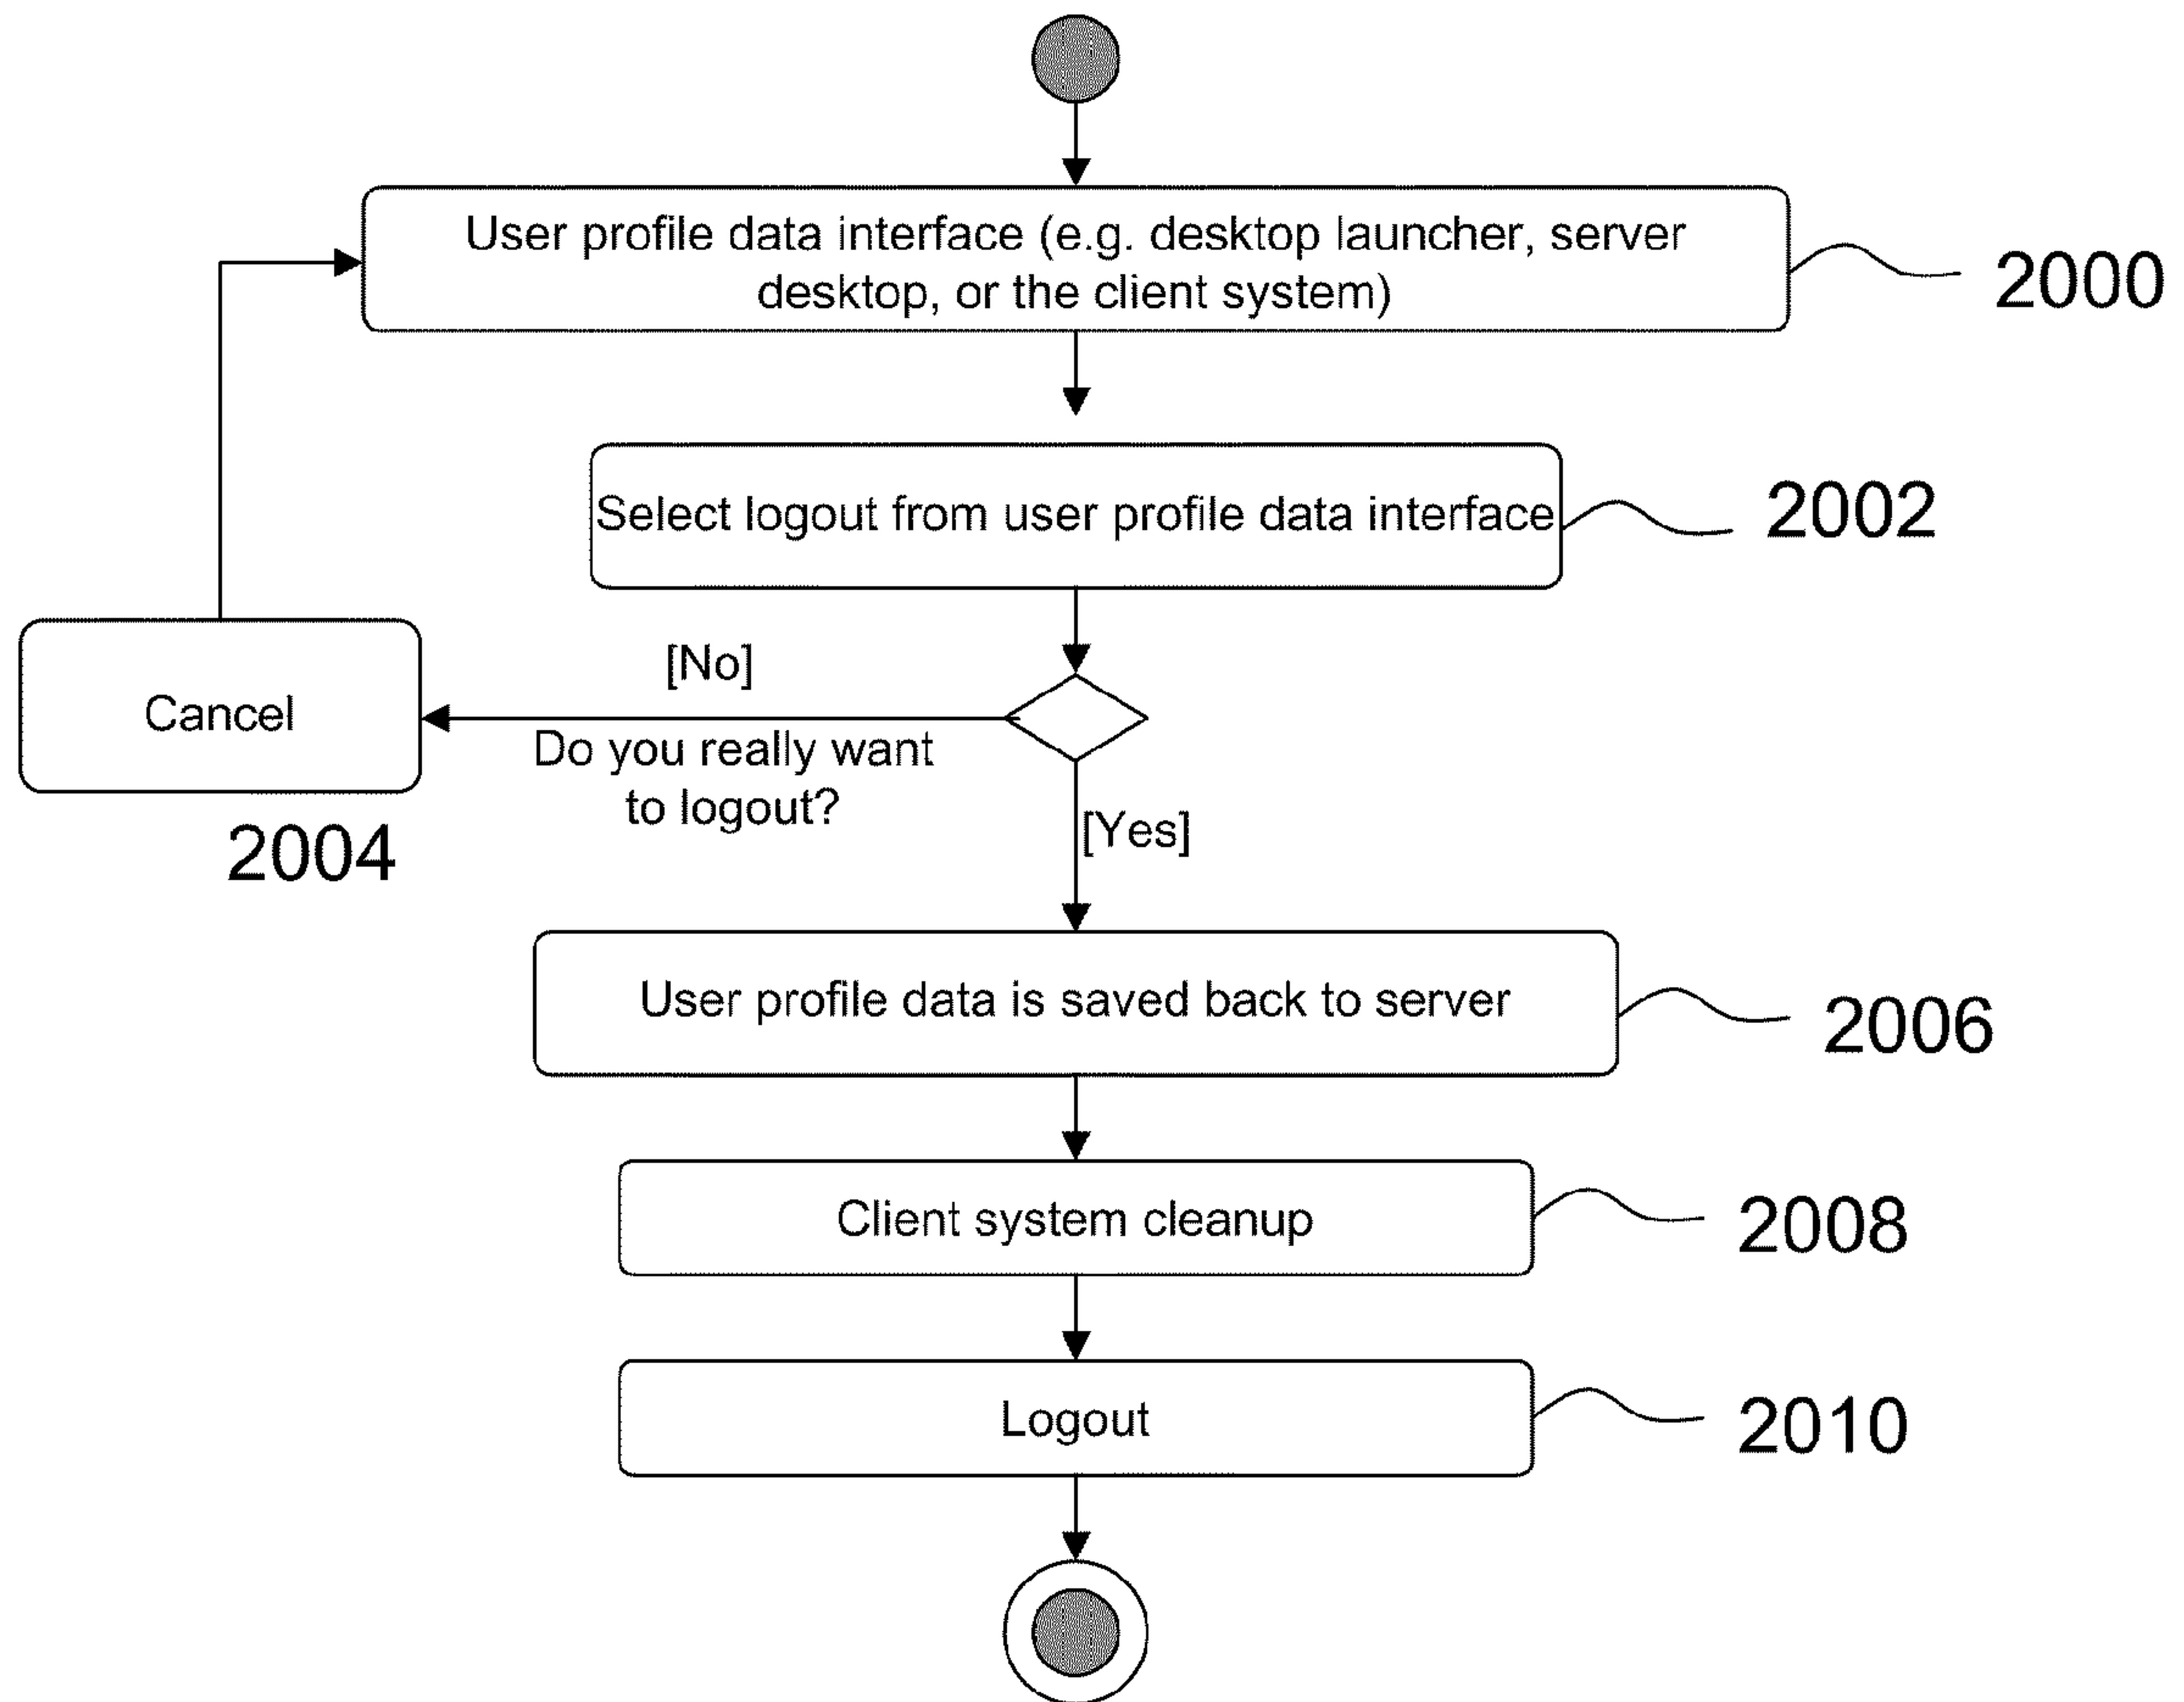 User profile data interface (e.g. desktop launcher, server
desktop, or the client system)
2000
Select logout from user profile data interface
2002
[No]
Cancel
Do you really want
to logout?
2004
[Yes]
User profile data is saved back to server
2006
Client system cleanup
2008
Logout
2010